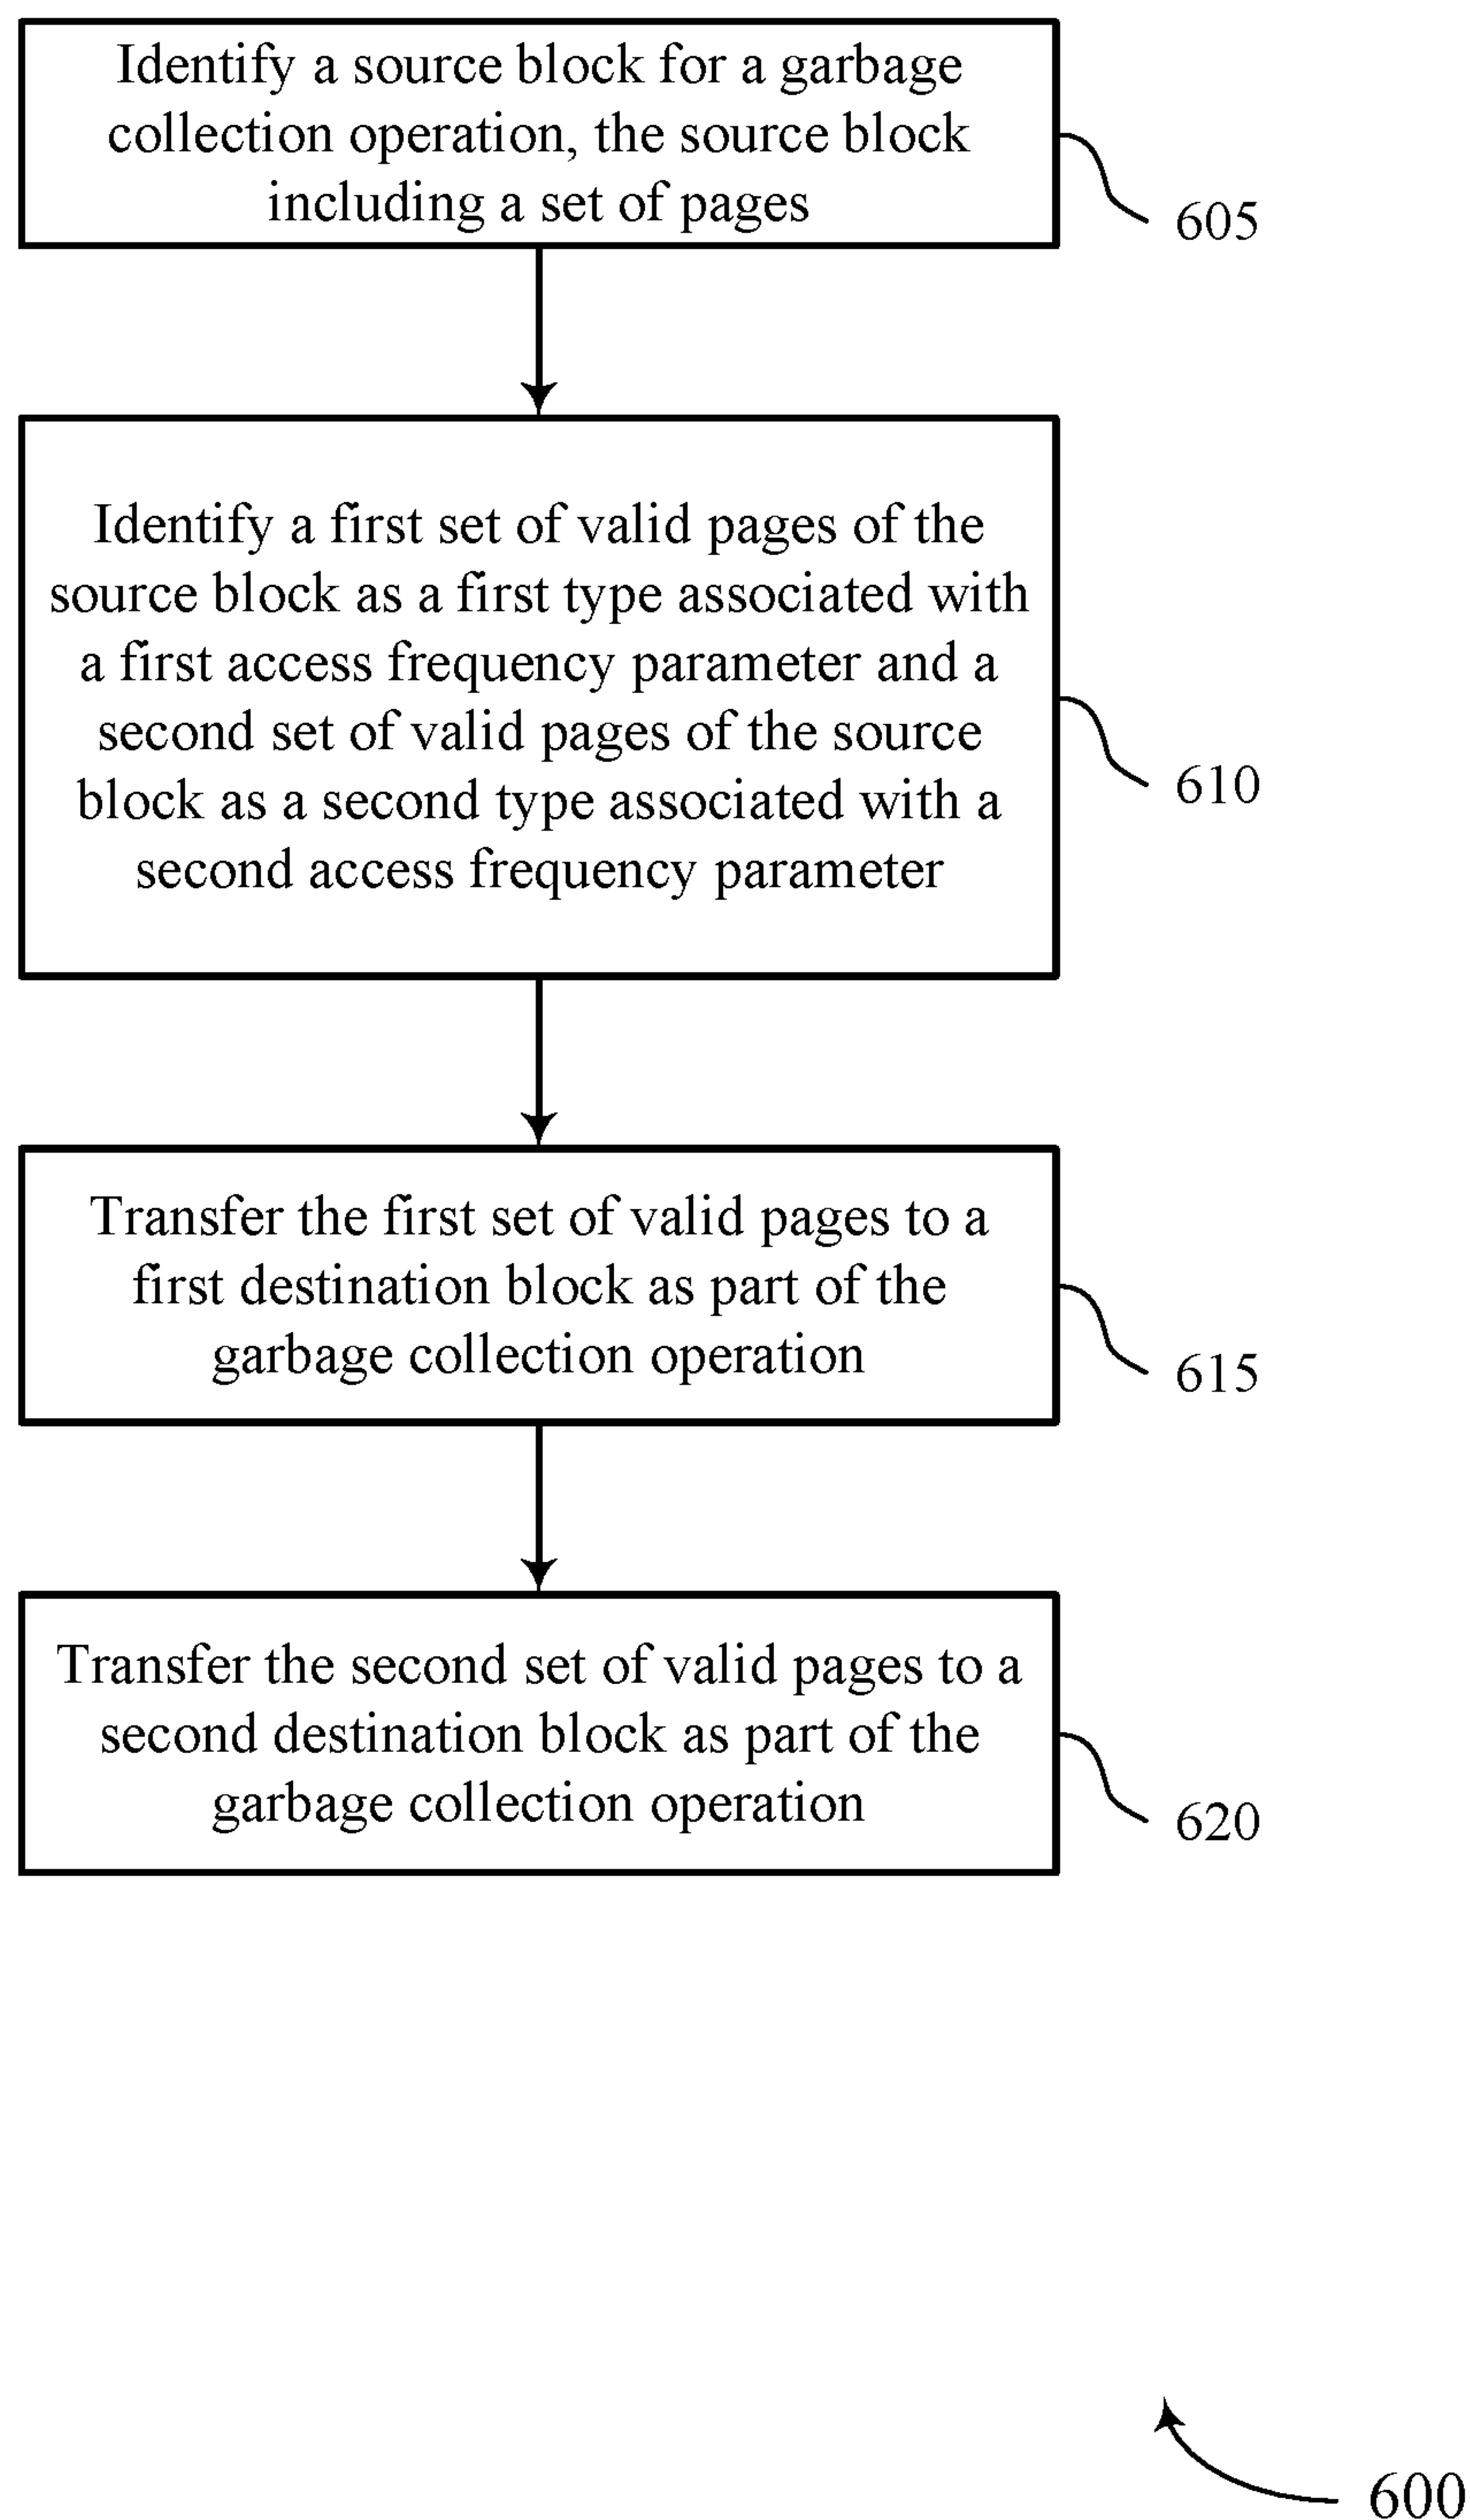 Identify a source block for a garbage
collection operation, the source block
including a set of pages
605
Identify a first set of valid pages of the
source block as a first type associated with
a first access frequency parameter and a
second set of valid pages of the source
block as a second type associated with a
second access frequency parameter
610
Transfer the first set of valid pages to a
first destination block as part of the
garbage collection operation
615
Transfer the second set of valid pages to a
second destination block as part of the
garbage collection operation
620
600